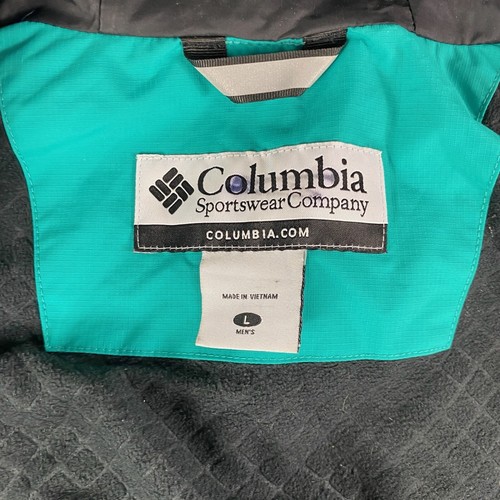 Columbia
Sportswear Company
COLUMBIA.COM
MADE IN VIETNAM
L
MEN'S